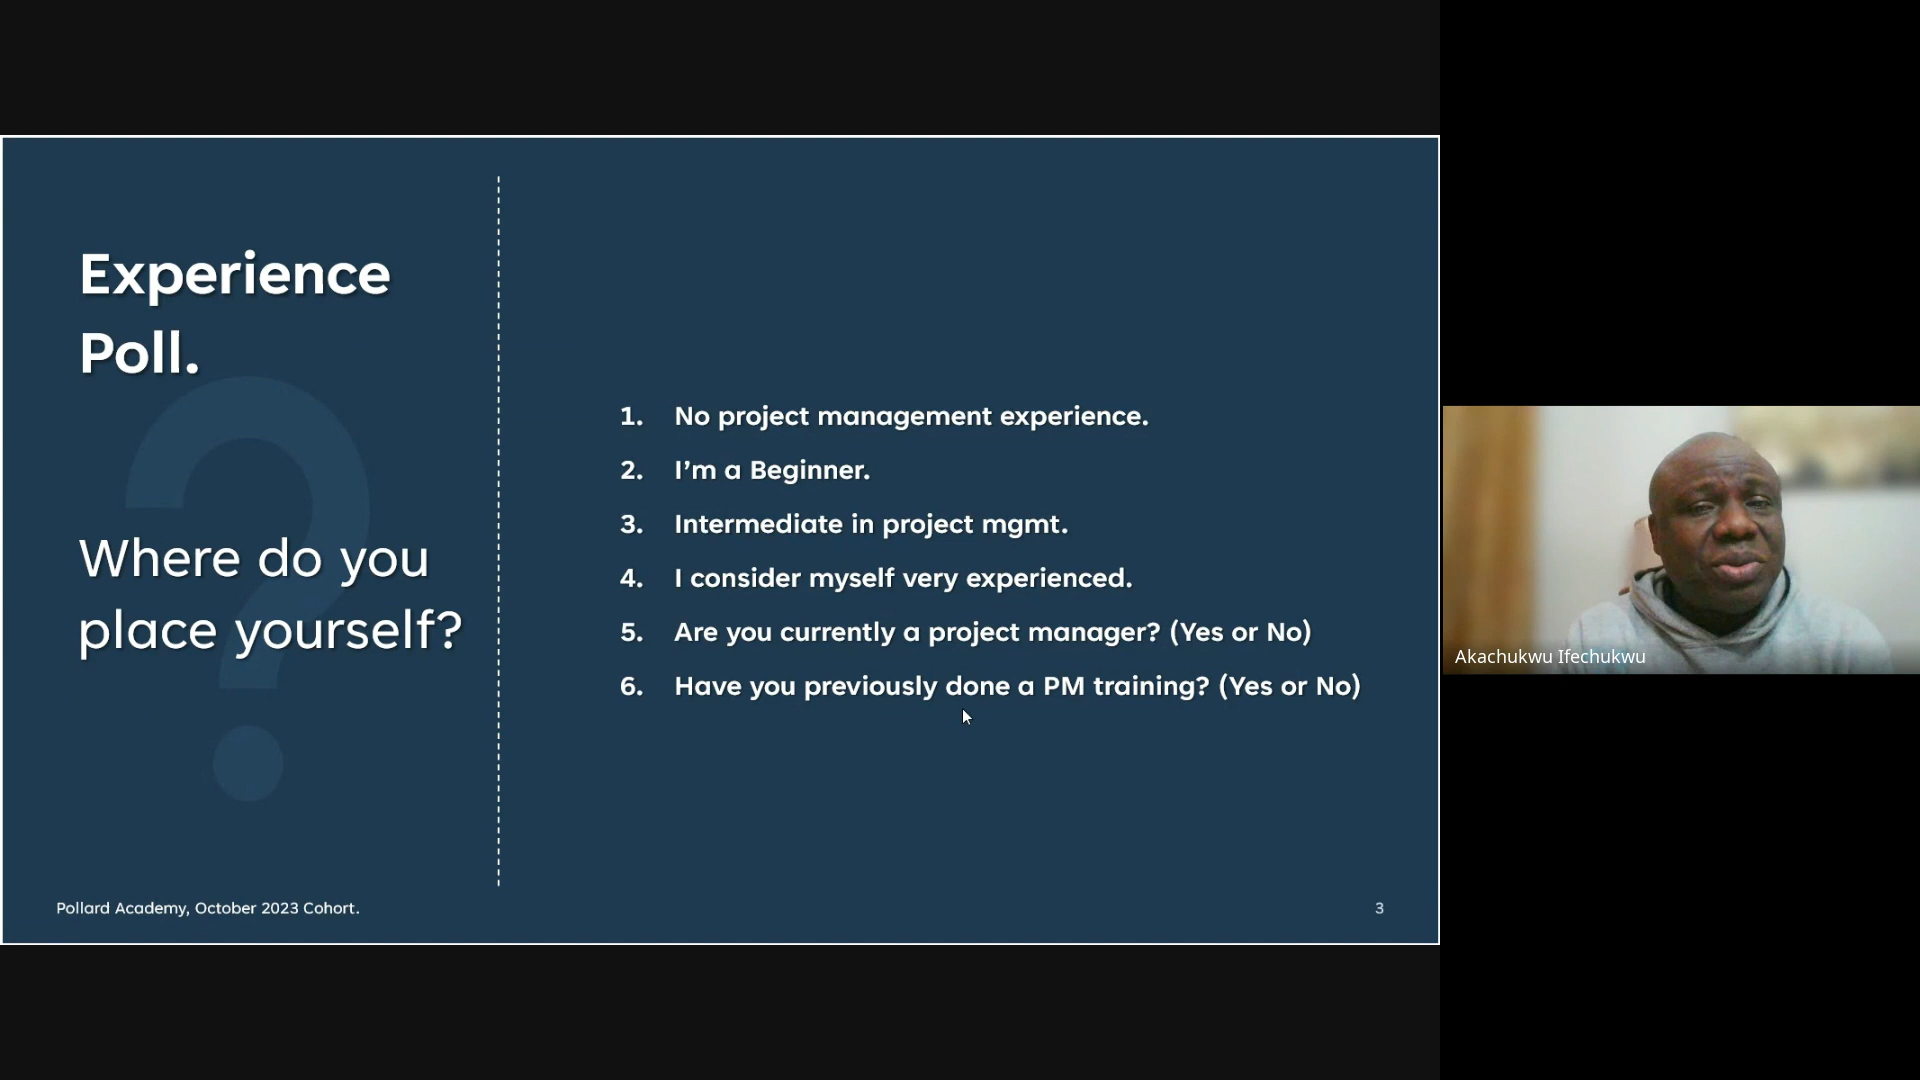 Experience
Poll.
Where do you
place yourself?
1. No project management experience.
2. I’m a Beginner.
3. Intermediate in project mgmt.
4. I consider myself very experienced.
5. Are you currently a project manager? (Yes or No)
6. Have you previously done a PM training? (Yes or No)
Pollard Academy, October 2023 Cohort.
3
Akachukwu Ifechukwu